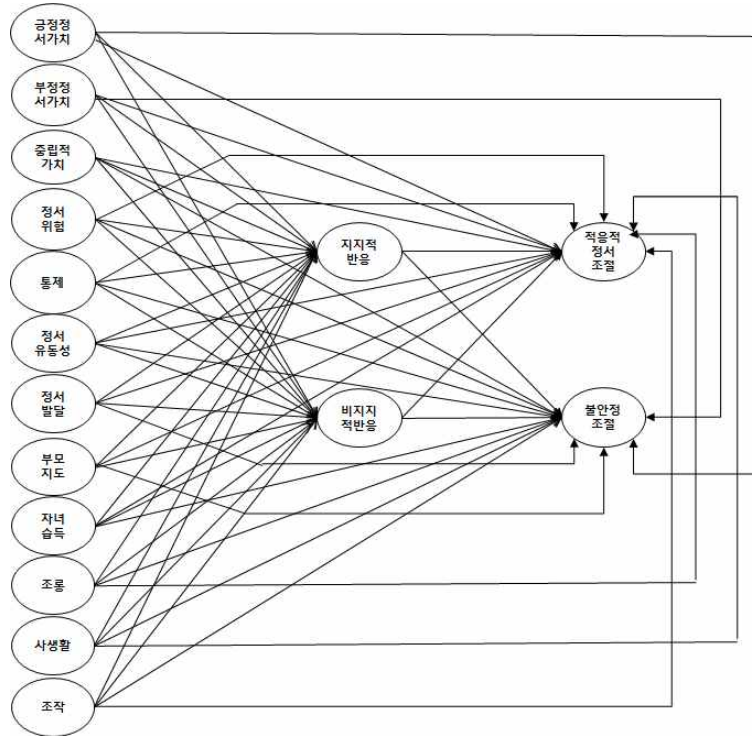 긍정정
서가치
부정정
서가치
중립적
가치
정서
위험
통제
정서
유동성
정서
발달
부모
지도
자녀
습득
조롱
사생활
조작
지지적
반응
비지지
적반응
적응적
정서
조절
불안정
조절